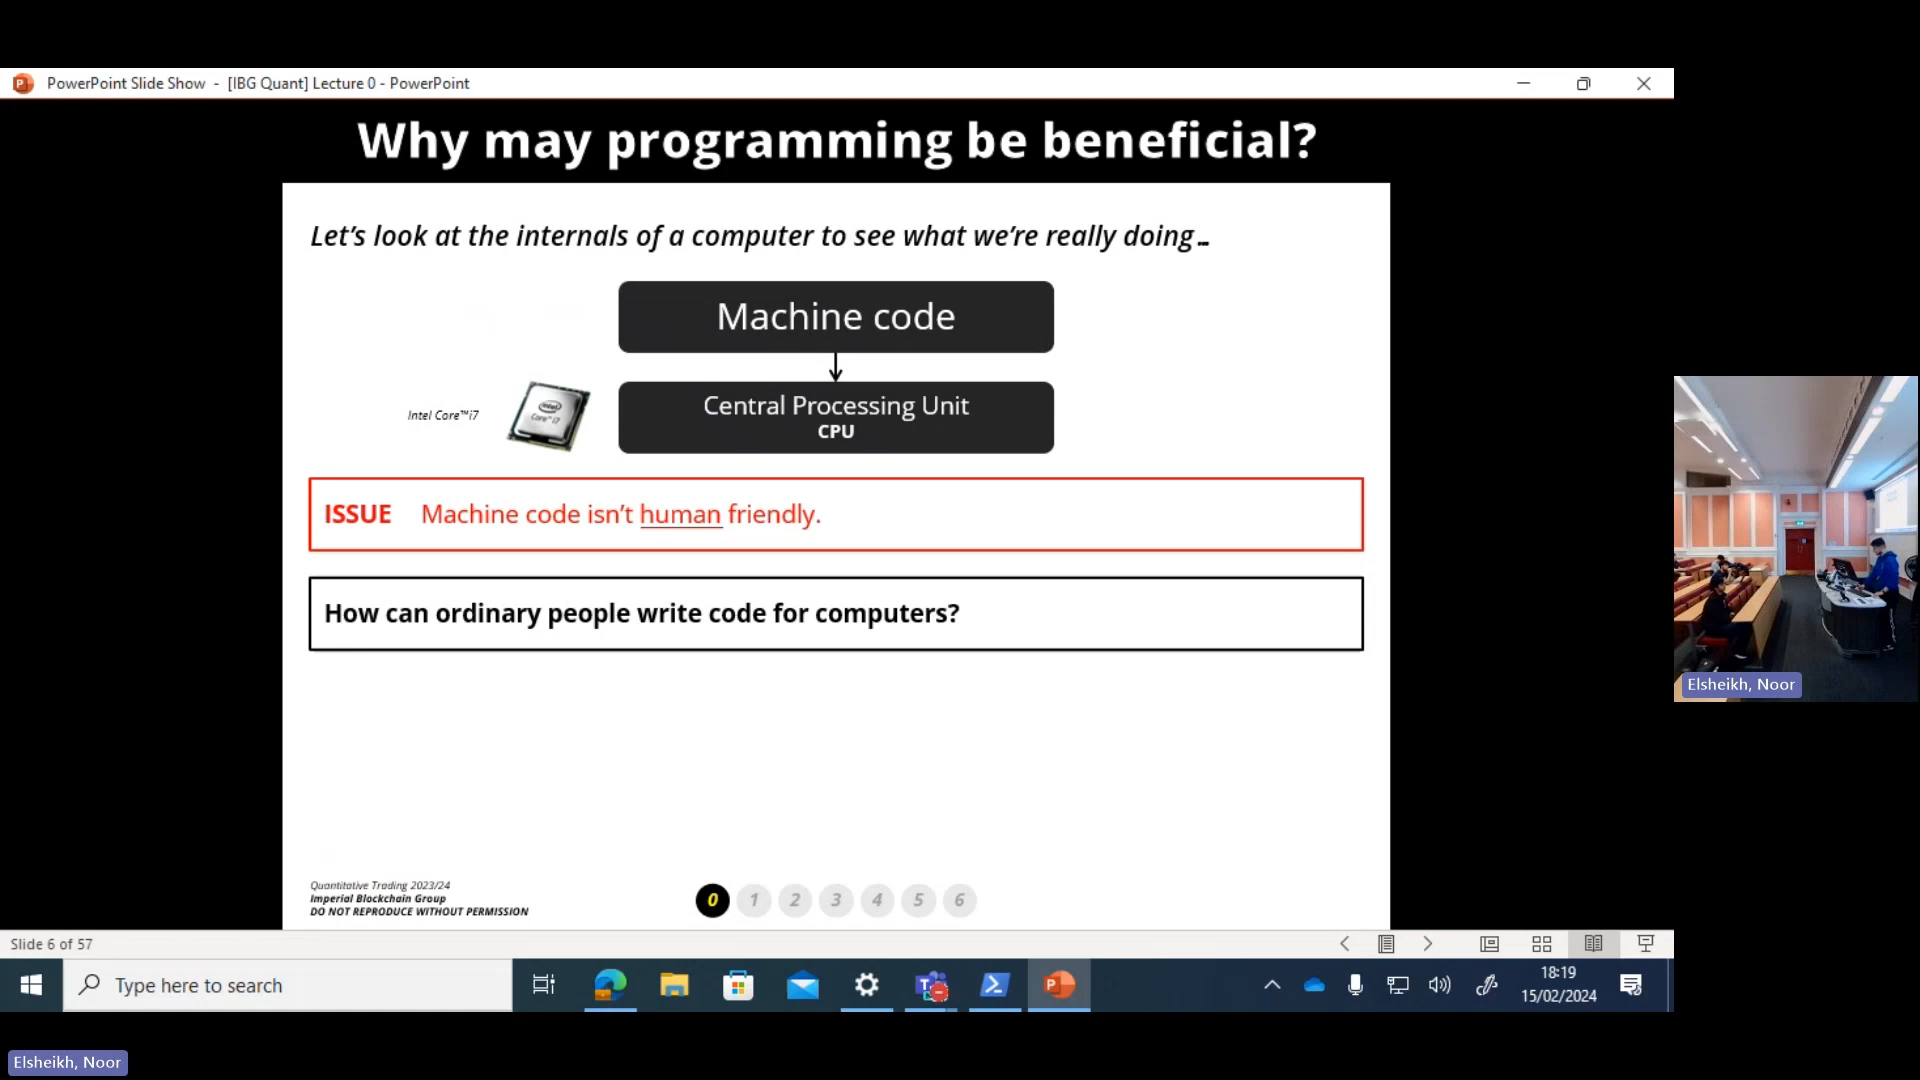 PowerPoint Slide Show - [IBG Quant] Lecture 0 - PowerPoint
Why may programming be beneficial?
Let's look at the internals of a computer to see what we're really doing...
Machine code
Intel Core™i7
intel
Core™ i7
Central Processing Unit
CPU
ISSUE Machine code isn't human friendly.
How can ordinary people write code for computers?
Quantitative Trading 2023/24
Imperial Blockchain Group
DO NOT REPRODUCE WITHOUT PERMISSION
0 1 2 3 4 5 6
Slide 6 of 57
Type here to search
18:19
15/02/2024
Elsheikh, Noor
Elsheikh, Noor